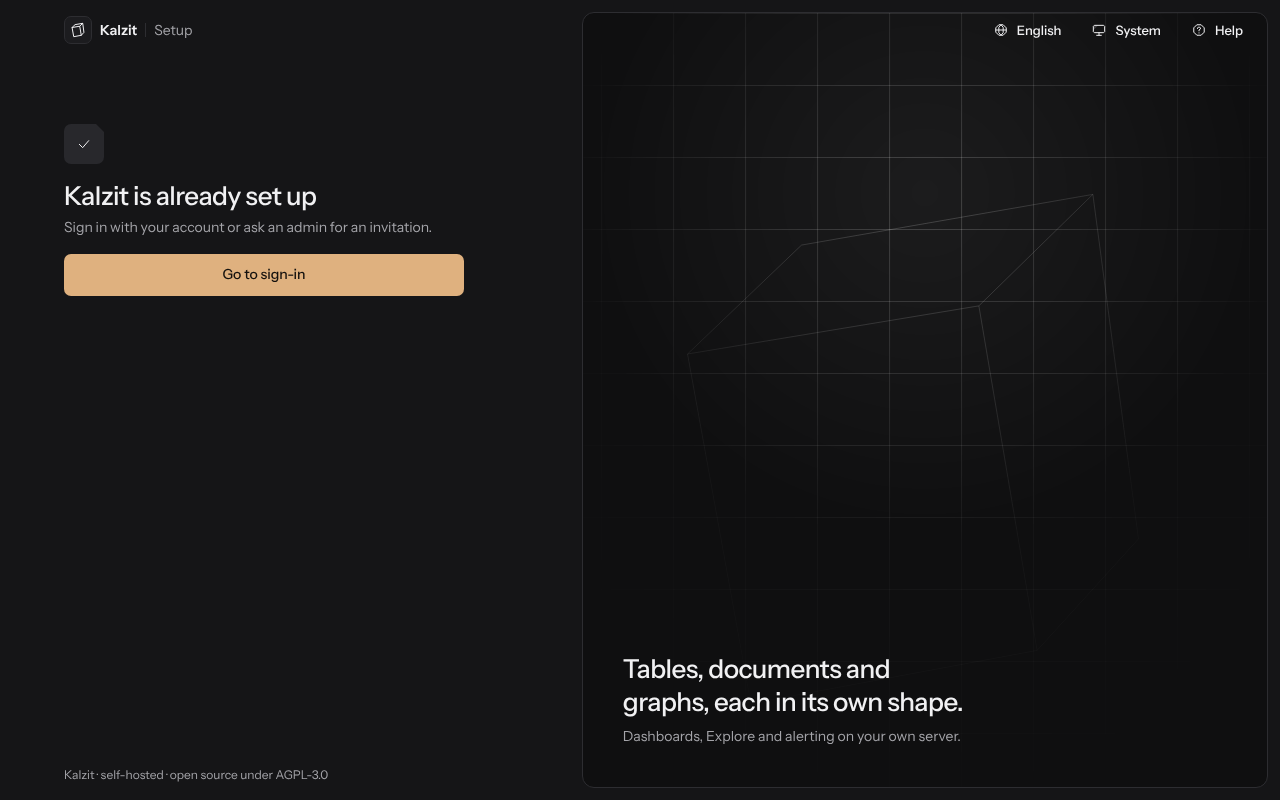 Kalzit | Setup
English
System
Help
Kalzit is already set up
Sign in with your account or ask an admin for an invitation.
Go to sign-in
Tables, documents and
graphs, each in its own shape.
Dashboards, Explore and alerting on your own server.
Kalzit · self-hosted · open source under AGPL-3.0